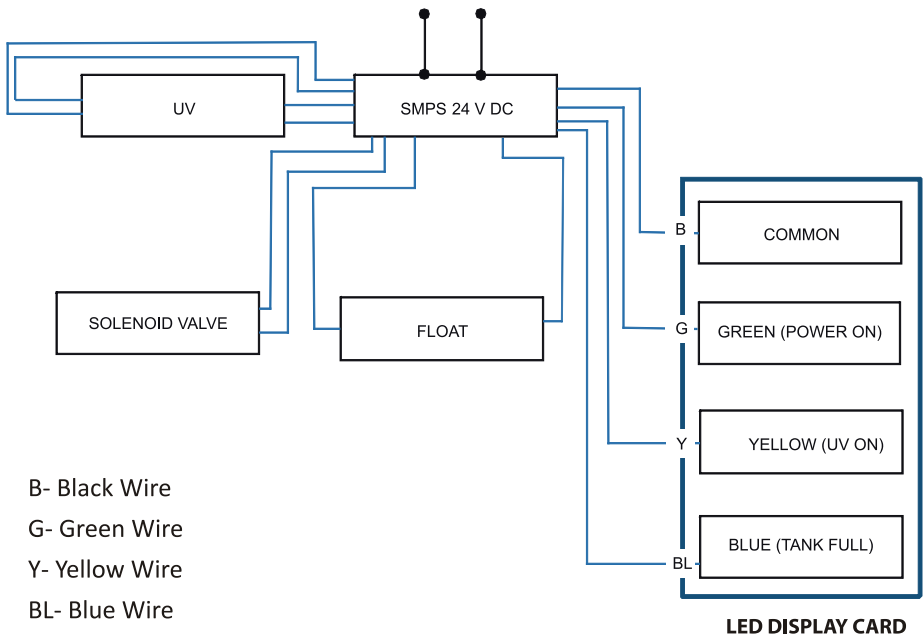 UV
SMPS 24 V DC
B
COMMON
SOLENOID VALVE
FLOAT
G
GREEN (POWER ON)
Y
YELLOW (UV ON)
B- Black Wire
G- Green Wire
Y- Yellow Wire
BL- Blue Wire
BL
BLUE (TANK FULL)
LED DISPLAY CARD